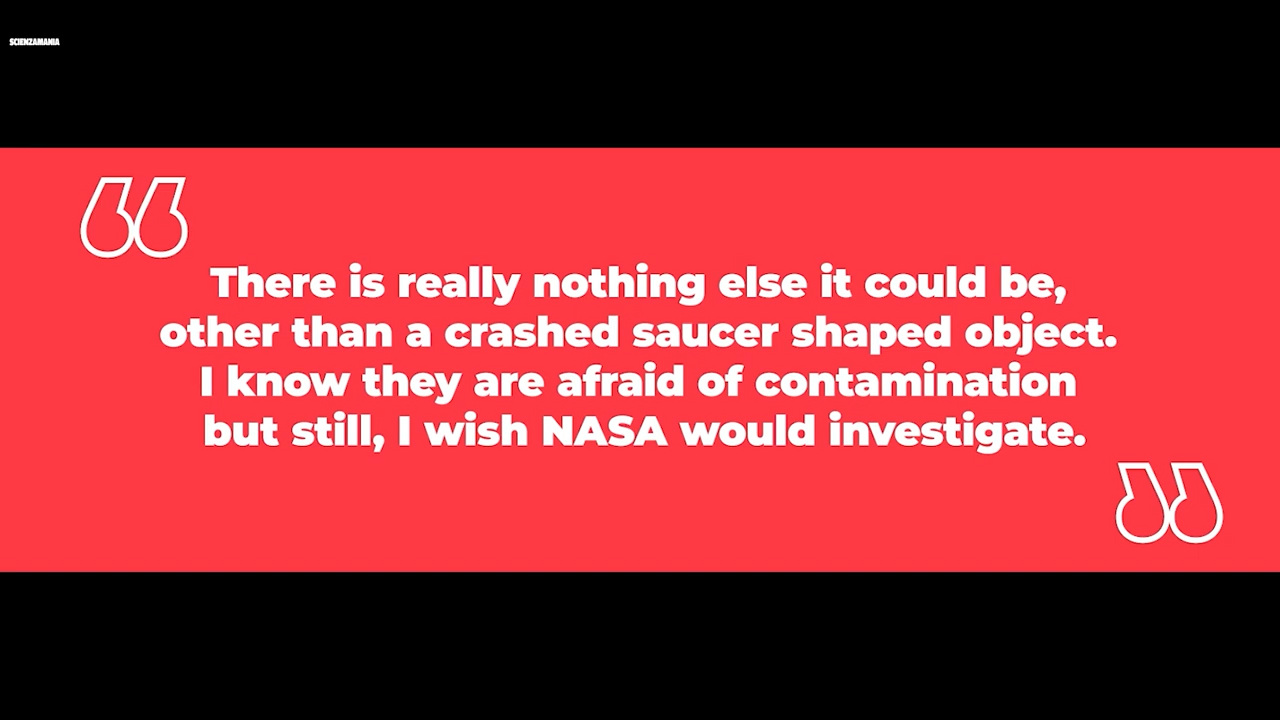 SCIENZAMANIA
There is really nothing else it could be,
other than a crashed saucer shaped object.
I know they are afraid of contamination
but still, I wish NASA would investigate.